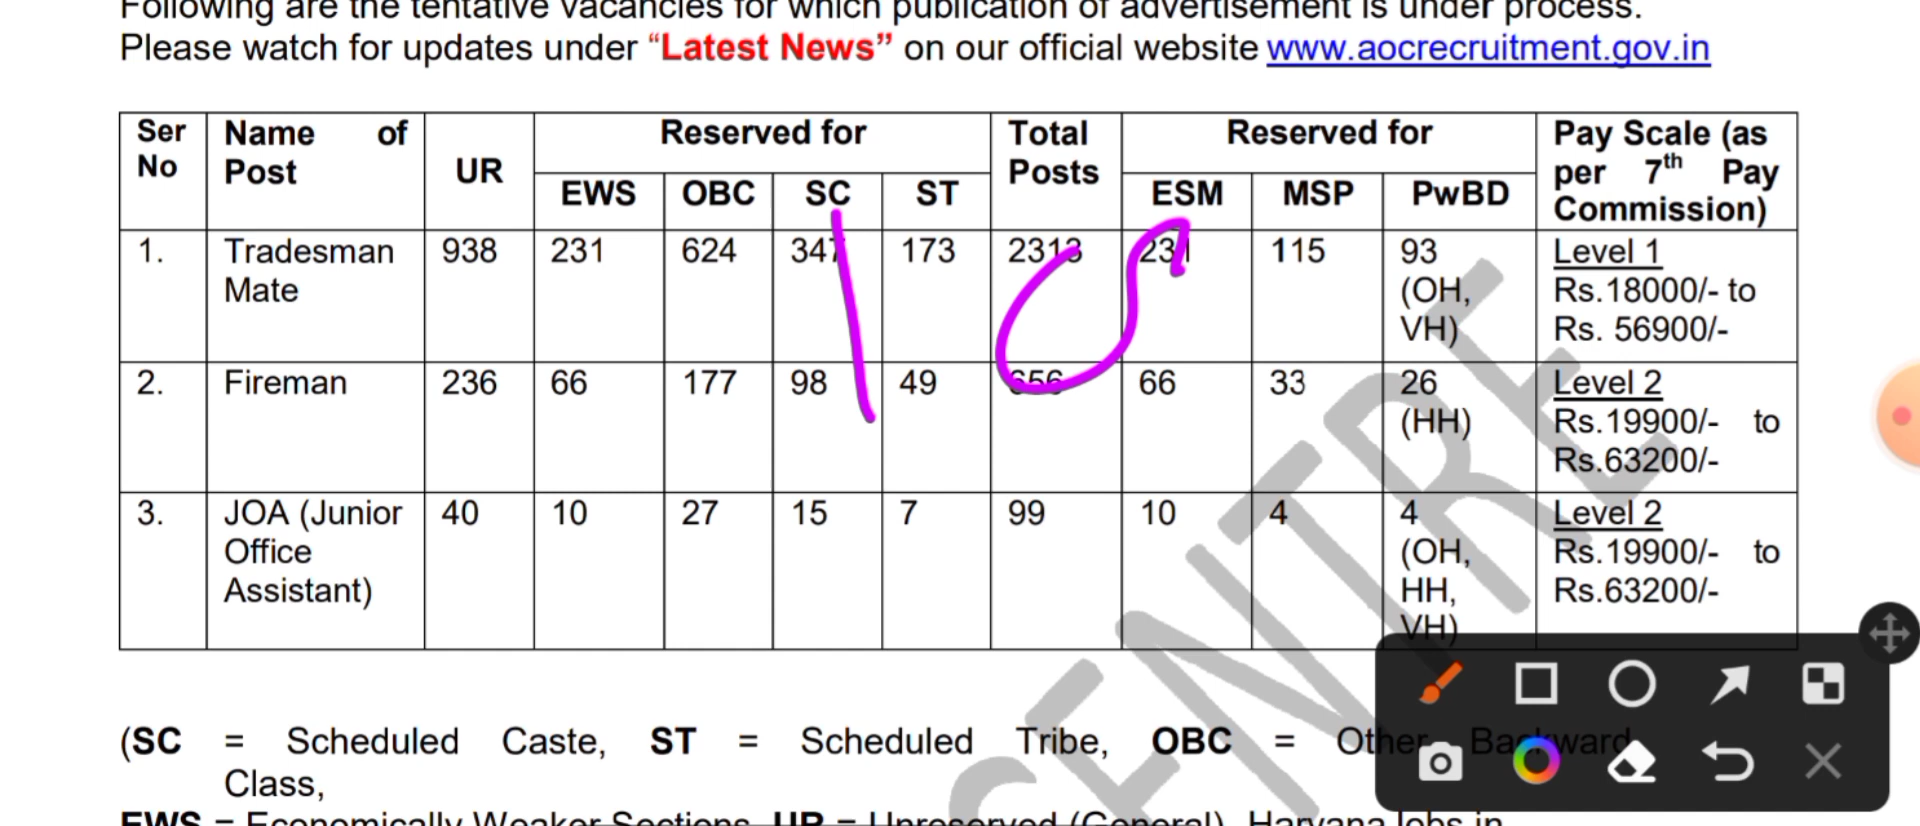 Following are the tentative vacancies for which publication of advertisement is under process.
Please watch for updates under “Latest News” on our official website www.aocrecruitment.gov.in
Ser No | Name of Post | UR | Reserved for | Total Posts | Reserved for | Pay Scale (as per 7th Pay Commission)
EWS | OBC | SC | ST | ESM | MSP | PwBD
1. | Tradesman Mate | 938 | 231 | 624 | 347 | 173 | 2313 | 231 | 115 | 93 (OH, VH) | Level 1 Rs.18000/- to Rs. 56900/-
2. | Fireman | 236 | 66 | 177 | 98 | 49 | 656 | 66 | 33 | 26 (HH) | Level 2 Rs.19900/- to Rs.63200/-
3. | JOA (Junior Office Assistant) | 40 | 10 | 27 | 15 | 7 | 99 | 10 | 4 | 4 (OH, HH, VH) | Level 2 Rs.19900/- to Rs.63200/-
(SC = Scheduled Caste, ST = Scheduled Tribe, OBC = Other Backward
Class,
EWS = Economically Weaker Sections, UR = Unreserved (General), Haryana Jobs in
CENTRE